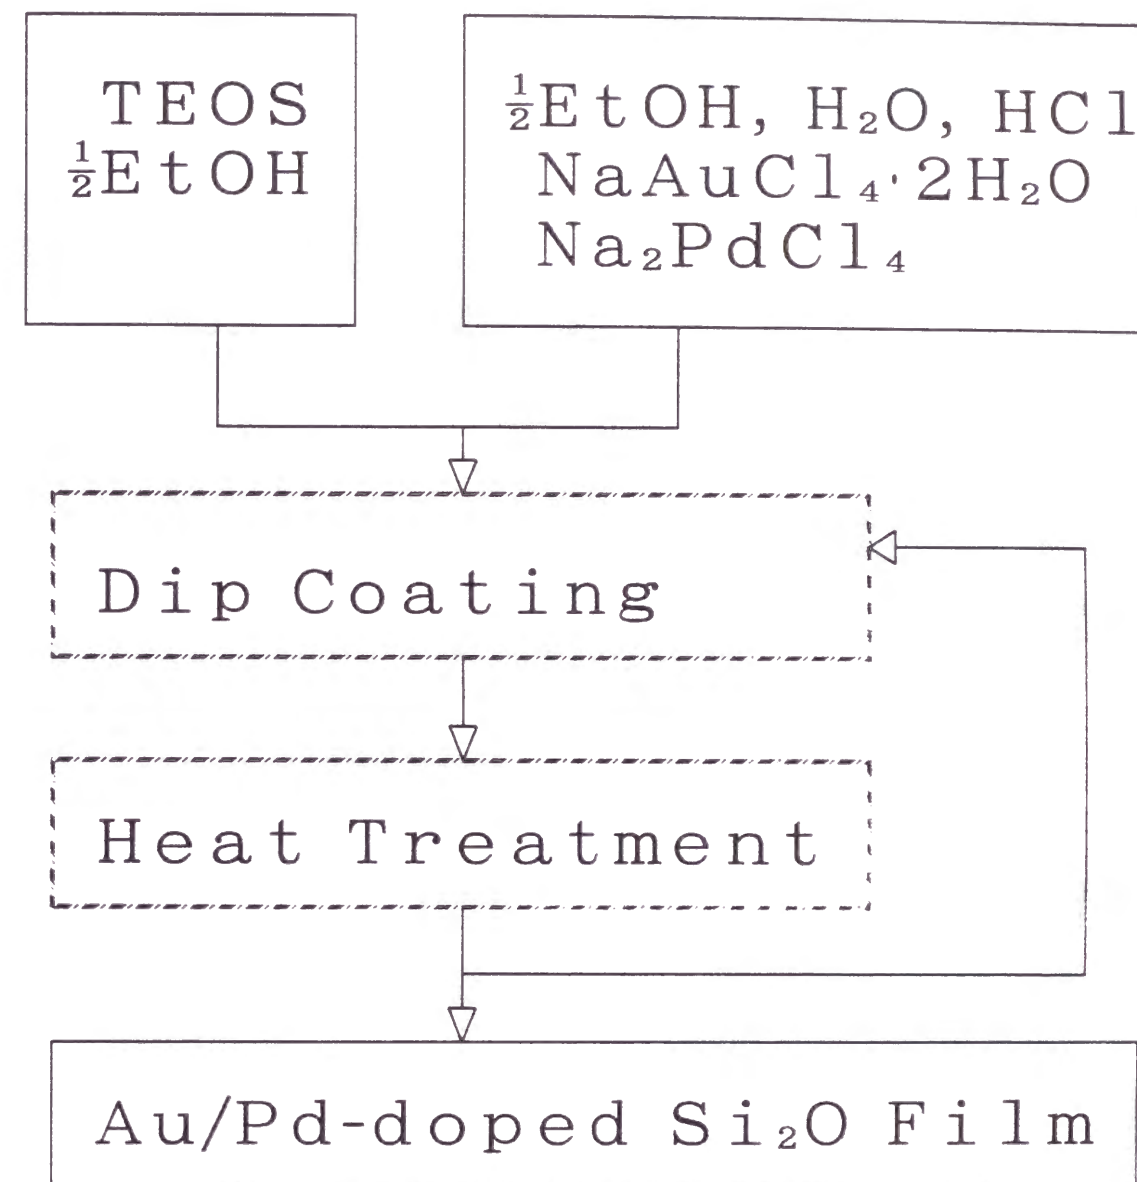 TEOS
½EtOH
½EtOH, H₂O, HCl
NaAuCl₄·2H₂O
Na₂PdCl₄
Dip Coating
Heat Treatment
Au/Pd-doped Si₂O Film